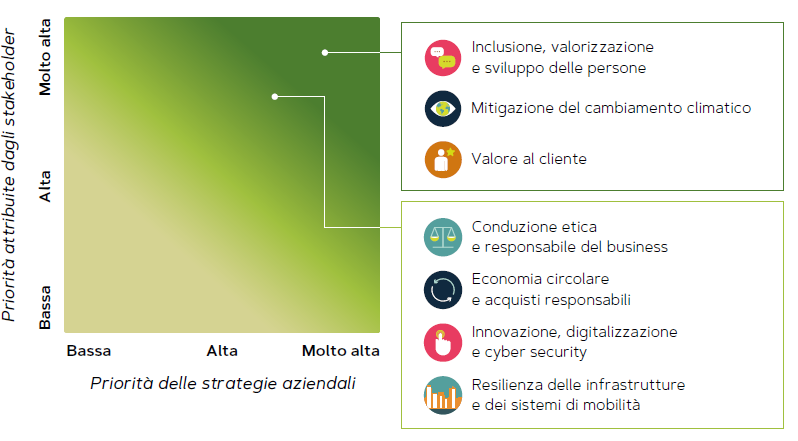 Priorità attribuite dagli stakeholder
Molto alta
Alta
Bassa
Bassa
Alta
Molto alta
Priorità delle strategie aziendali
Inclusione, valorizzazione
e sviluppo delle persone
Mitigazione del cambiamento climatico
Valore al cliente
Conduzione etica
e responsabile del business
Economia circolare
e acquisti responsabili
Innovazione, digitalizzazione
e cyber security
Resilienza delle infrastrutture
e dei sistemi di mobilità